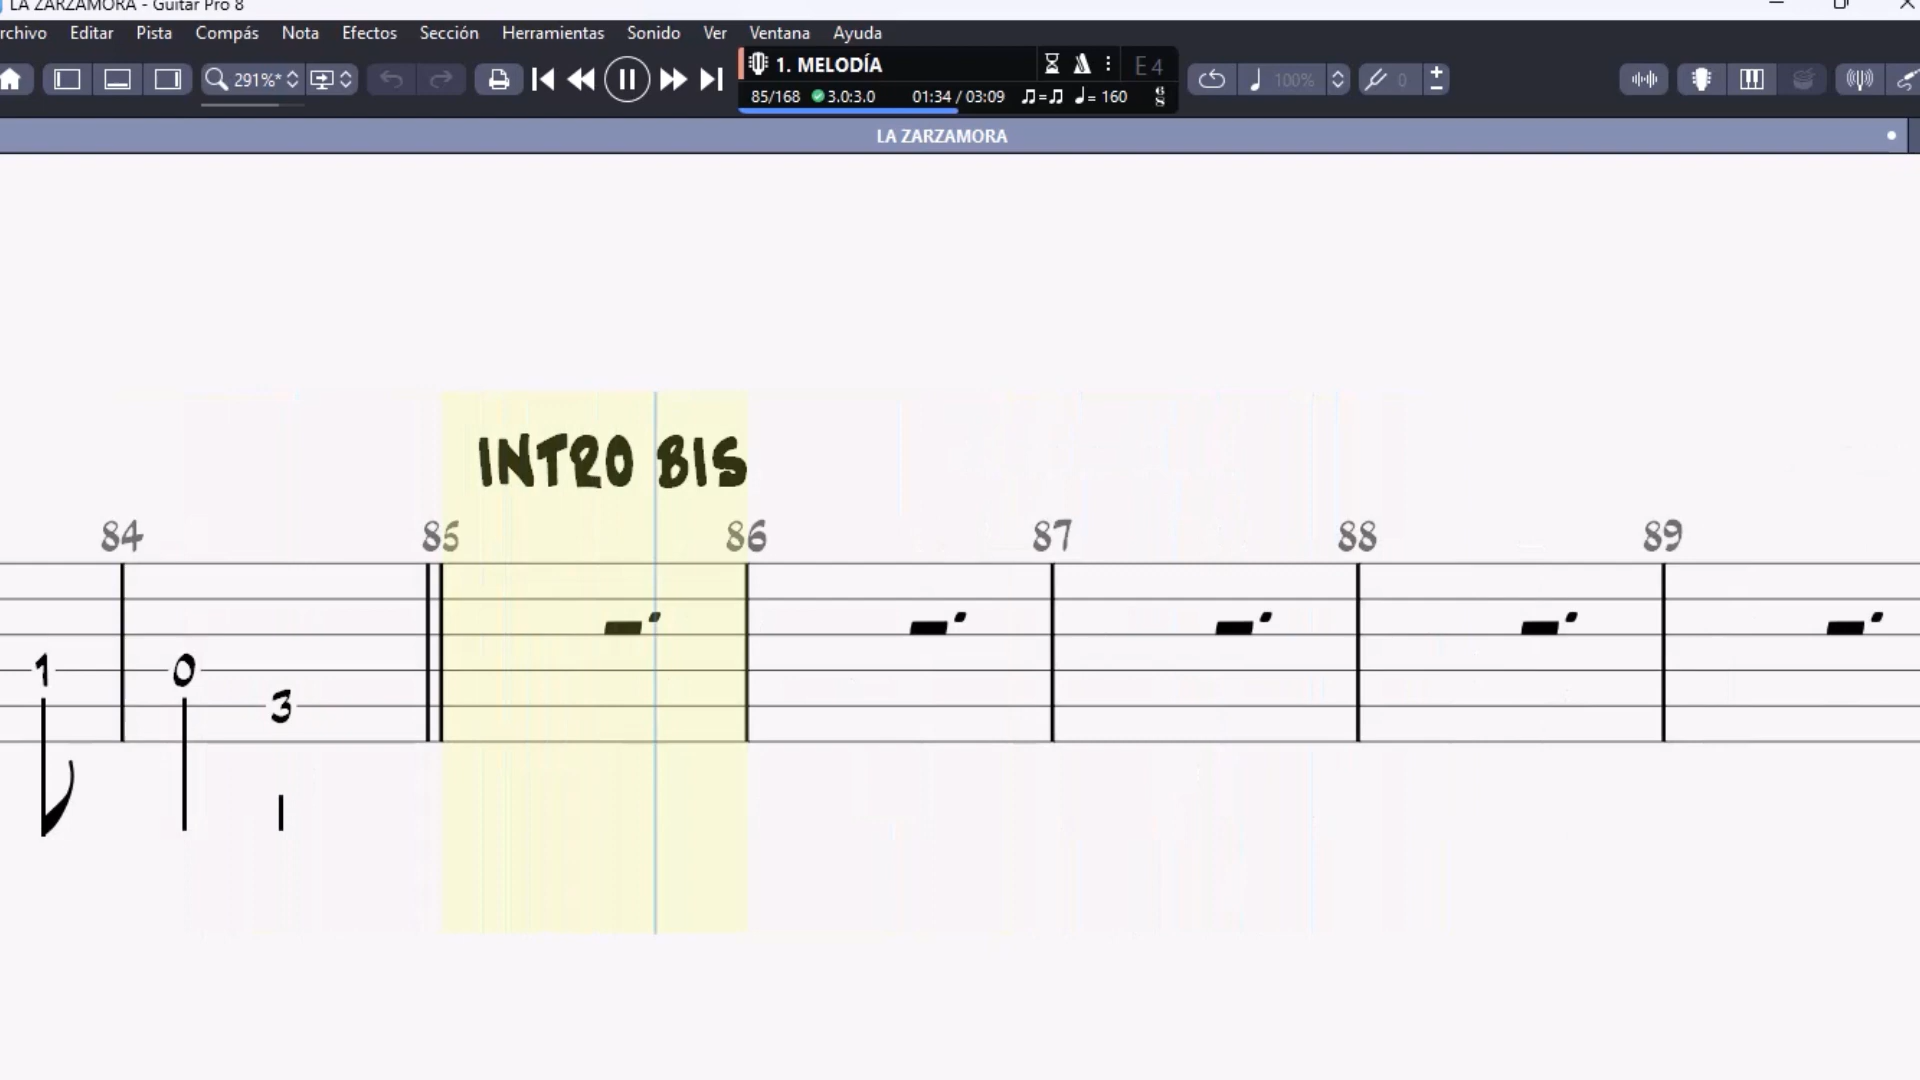 LA ZARZAMORA - Guitar Pro 8
rchivo Editar Pista Compás Nota Efectos Sección Herramientas Sonido Ver Ventana Ayuda
291%* 1. MELODÍA E4 100% 0
85/168 3.0:3.0 01:34 / 03:09 ♫=♫ ♩= 160
LA ZARZAMORA
INTRO BIS
84 85 86 87 88 89
1 0
3